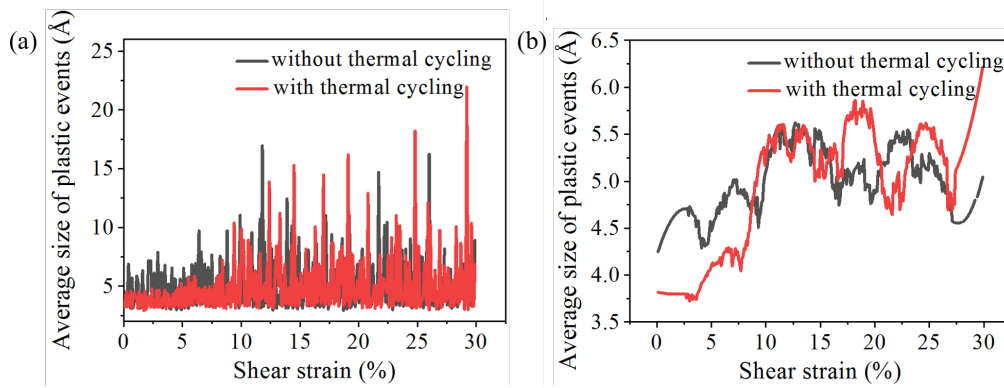 (a)
Average size of plastic events (Å)
25
20
15
10
5
without thermal cycling
with thermal cycling
0 5 10 15 20 25 30
Shear strain (%)
(b)
Average size of plastic events (Å)
6.5
6.0
5.5
5.0
4.5
4.0
3.5
without thermal cycling
with thermal cycling
0 5 10 15 20 25 30
Shear strain (%)